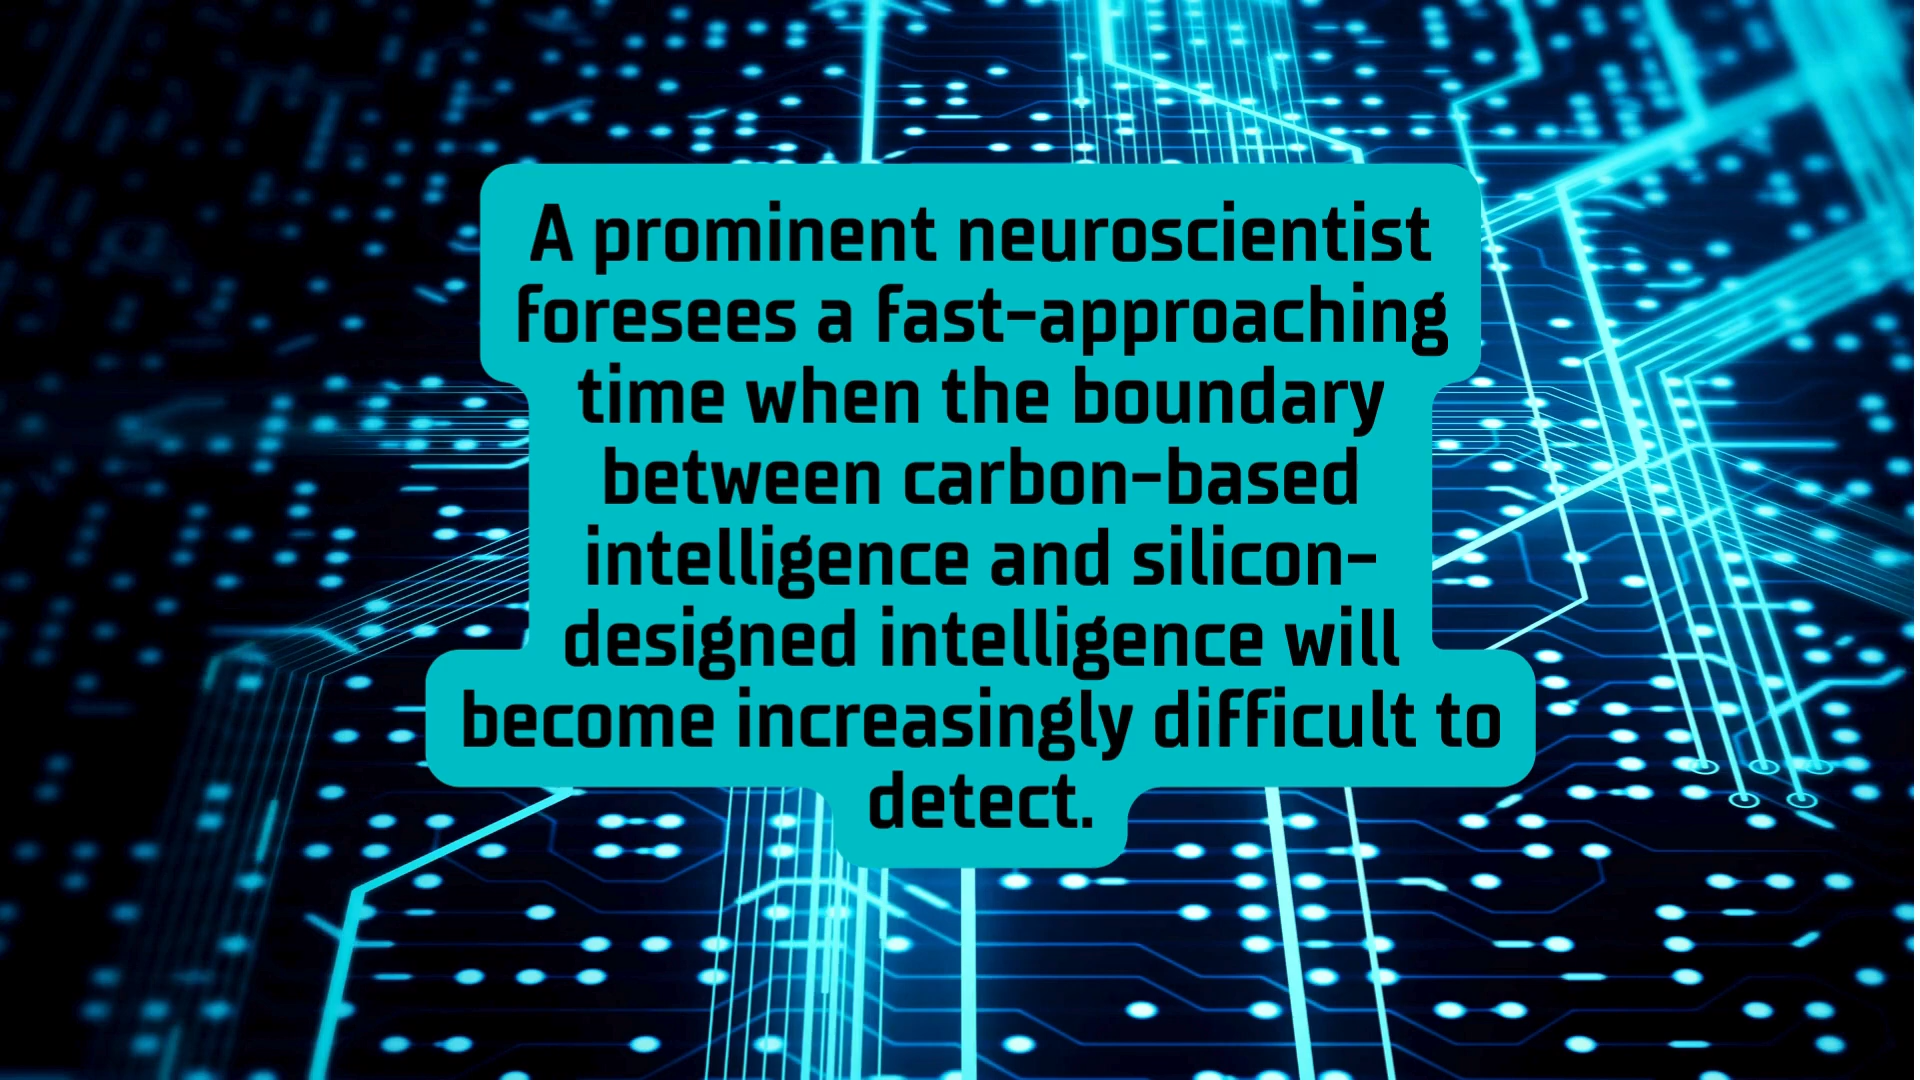 A prominent neuroscientist
foresees a fast-approaching
time when the boundary
between carbon-based
intelligence and silicon-
designed intelligence will
become increasingly difficult to
detect.